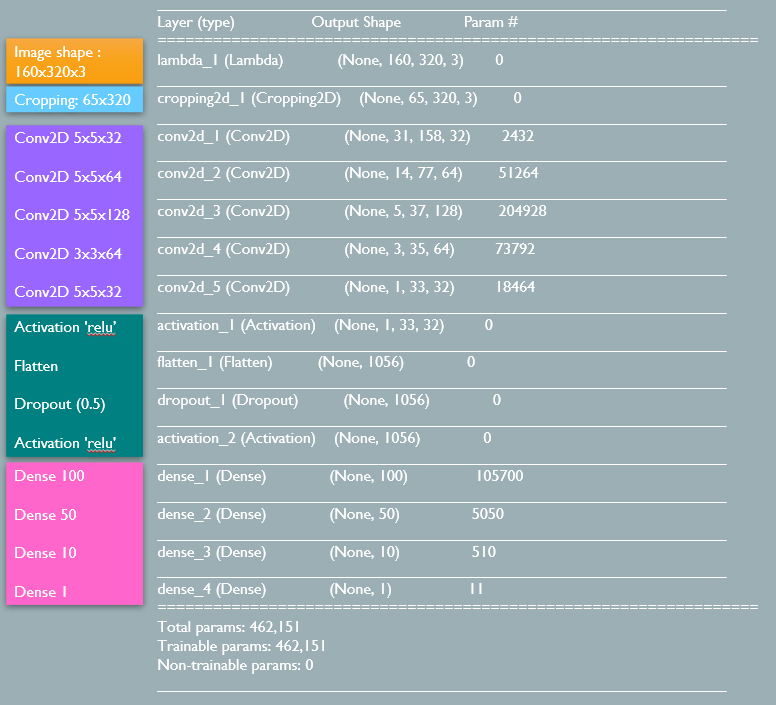 Layer (type) Output Shape Param #
=================================================================
Image shape :
160x320x3
lambda_1 (Lambda) (None, 160, 320, 3) 0
Cropping: 65x320
cropping2d_1 (Cropping2D) (None, 65, 320, 3) 0
Conv2D 5x5x32
conv2d_1 (Conv2D) (None, 31, 158, 32) 2432
Conv2D 5x5x64
conv2d_2 (Conv2D) (None, 14, 77, 64) 51264
Conv2D 5x5x128
conv2d_3 (Conv2D) (None, 5, 37, 128) 204928
Conv2D 3x3x64
conv2d_4 (Conv2D) (None, 3, 35, 64) 73792
Conv2D 5x5x32
conv2d_5 (Conv2D) (None, 1, 33, 32) 18464
Activation 'relu'
activation_1 (Activation) (None, 1, 33, 32) 0
Flatten
flatten_1 (Flatten) (None, 1056) 0
Dropout (0.5)
dropout_1 (Dropout) (None, 1056) 0
Activation 'relu'
activation_2 (Activation) (None, 1056) 0
Dense 100
dense_1 (Dense) (None, 100) 105700
Dense 50
dense_2 (Dense) (None, 50) 5050
Dense 10
dense_3 (Dense) (None, 10) 510
Dense 1
dense_4 (Dense) (None, 1) 11
=================================================================
Total params: 462,151
Trainable params: 462,151
Non-trainable params: 0